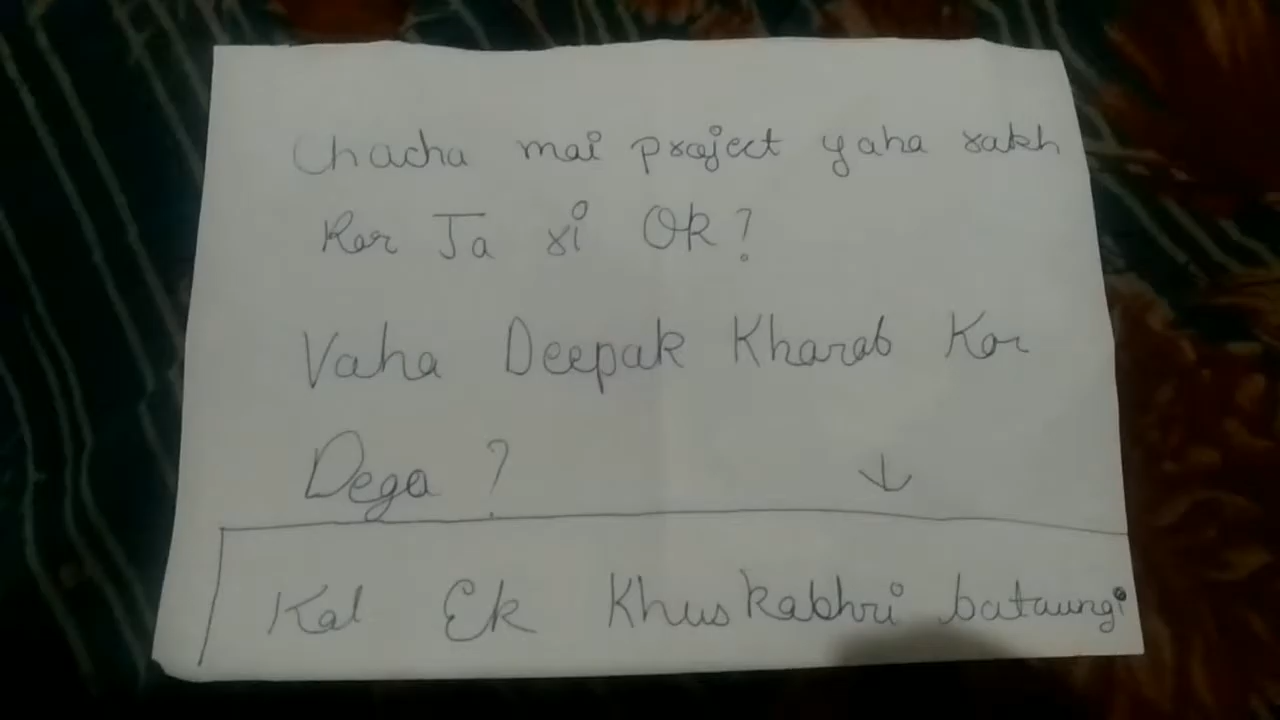 Chacha mai project yaha rakh
Kar Ja ri Ok?
Vaha Deepak Kharab Kar
Dega ? ↓
Kal Ek Khuskabhri bataungi